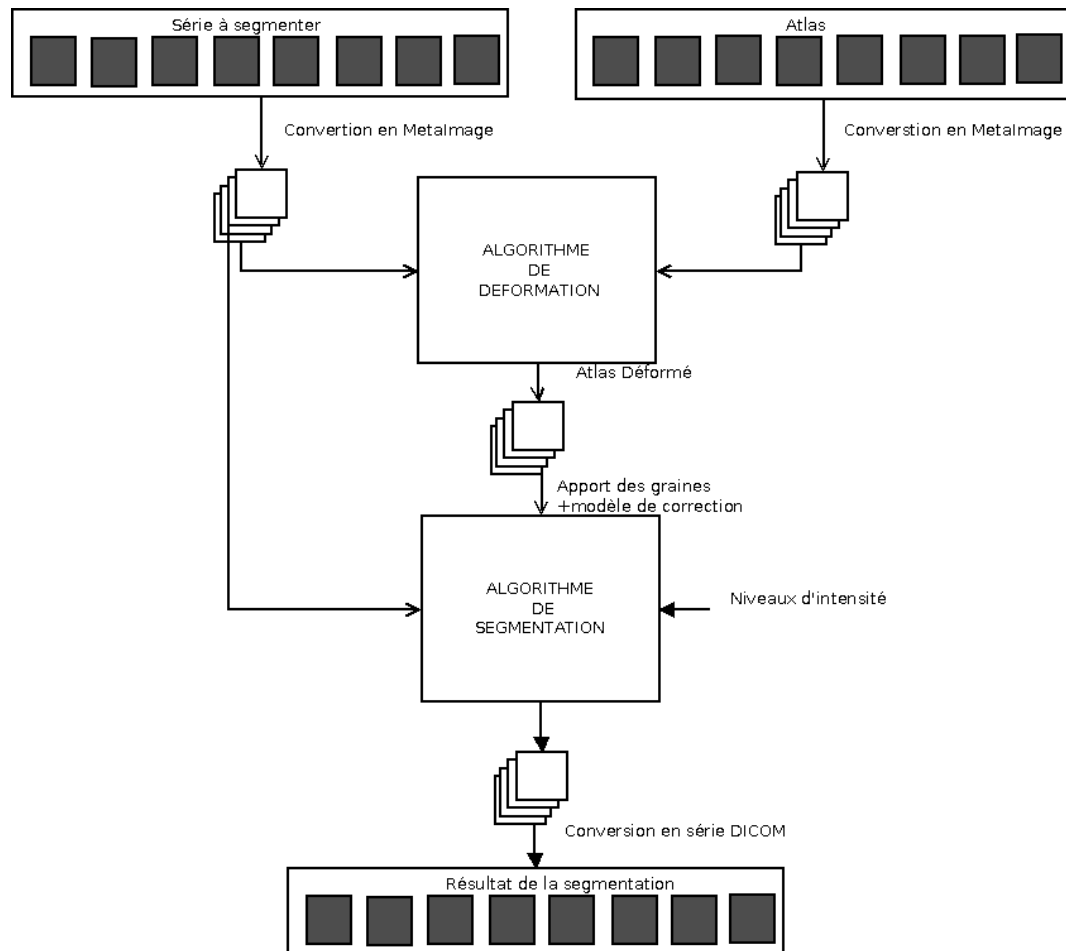 Série à segmenter
Atlas
Convertion en MetaImage
Converstion en MetaImage
ALGORITHME
DE
DEFORMATION
Atlas Déformé
Apport des graines
+modèle de correction
ALGORITHME
DE
SEGMENTATION
Niveaux d'intensité
Conversion en série DICOM
Résultat de la segmentation